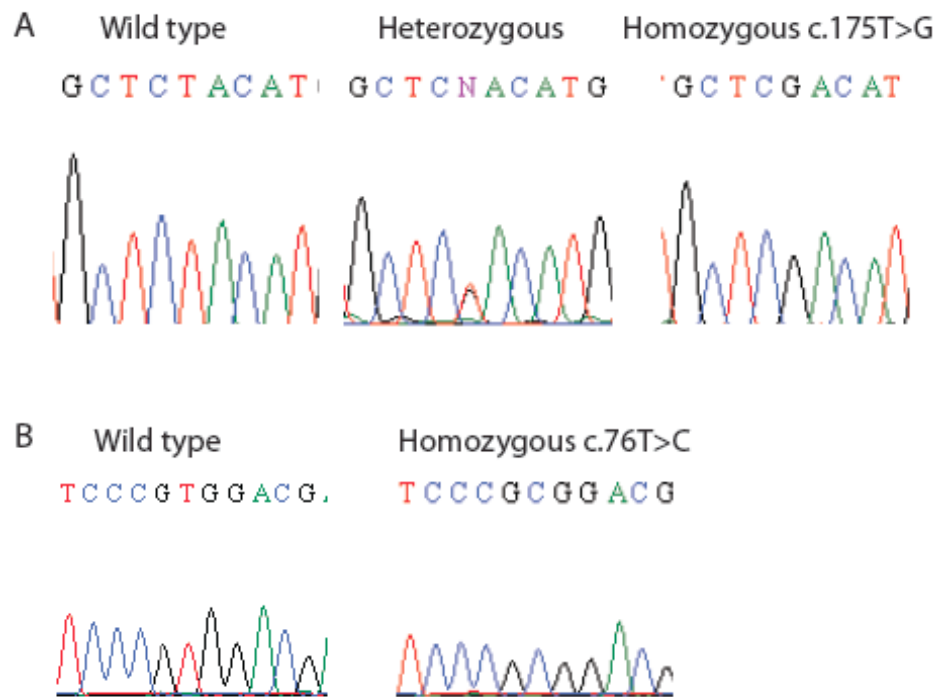 A Wild type Heterozygous Homozygous c.175T>G
GCTCTACAT GCTCNACATG GCTCGACAT
B Wild type Homozygous c.76T>C
TCCCGTGGACG TCCCGCGGACG